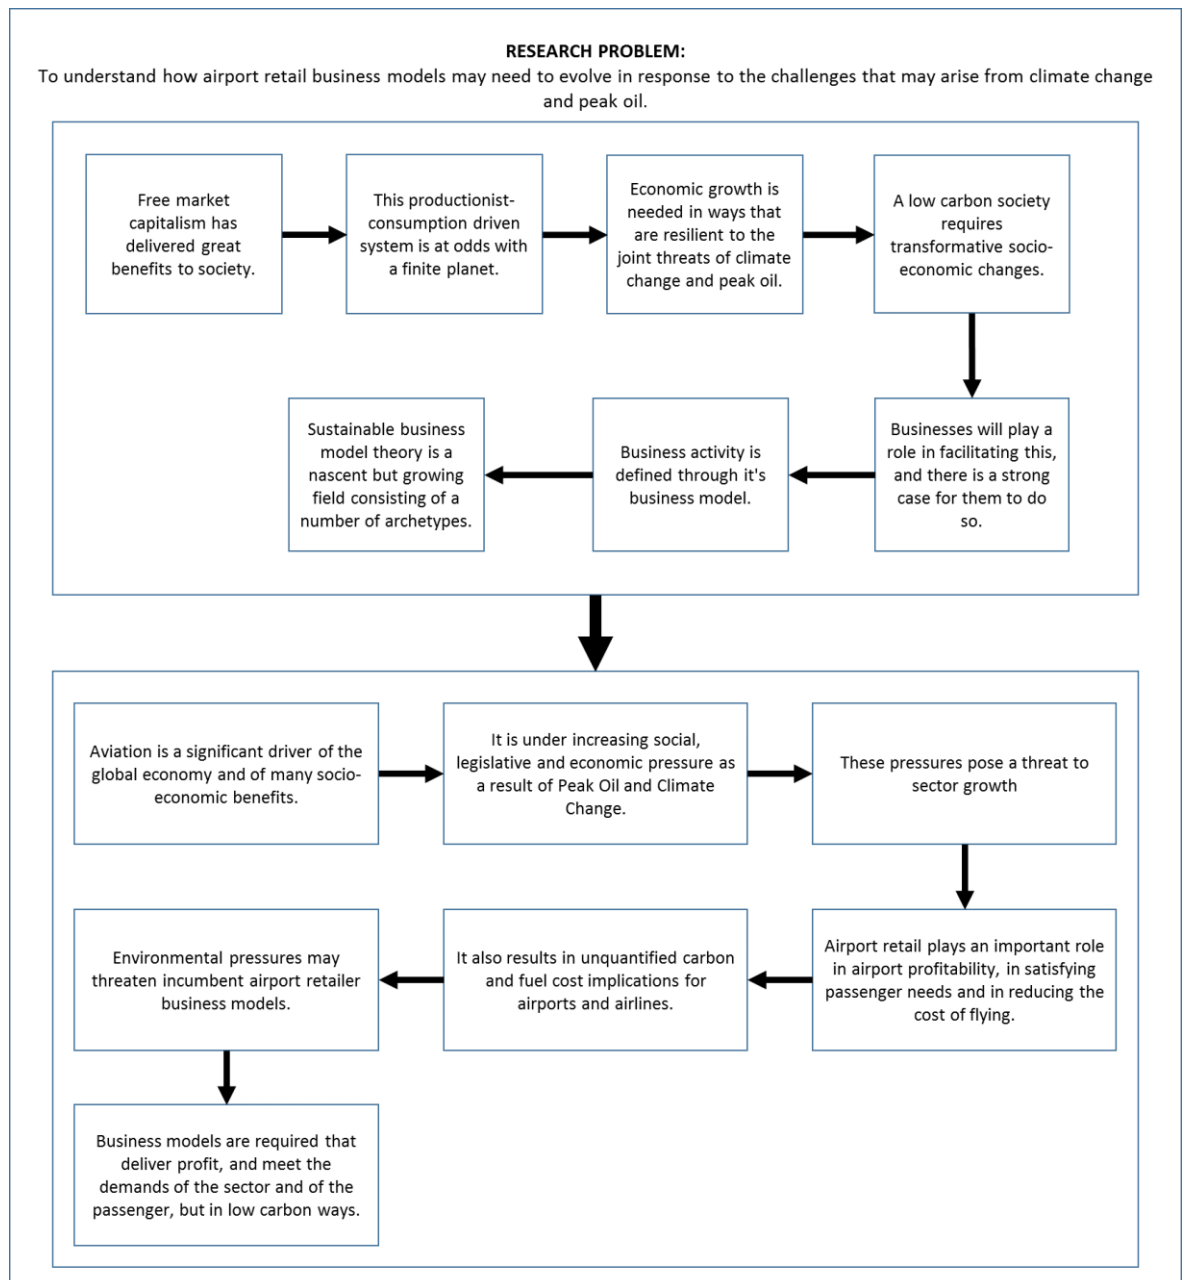 RESEARCH PROBLEM:
To understand how airport retail business models may need to evolve in response to the challenges that may arise from climate change
and peak oil.
Free market
capitalism has
delivered great
benefits to society.
This productionist-
consumption driven
system is at odds with
a finite planet.
Economic growth is
needed in ways that
are resilient to the
joint threats of climate
change and peak oil.
A low carbon society
requires
transformative socio-
economic changes.
Businesses will play a
role in facilitating this,
and there is a strong
case for them to do
so.
Business activity is
defined through it's
business model.
Sustainable business
model theory is a
nascent but growing
field consisting of a
number of archetypes.
Aviation is a significant driver of the
global economy and of many socio-
economic benefits.
It is under increasing social,
legislative and economic pressure as
a result of Peak Oil and Climate
Change.
These pressures pose a threat to
sector growth
Airport retail plays an important role
in airport profitability, in satisfying
passenger needs and in reducing the
cost of flying.
It also results in unquantified carbon
and fuel cost implications for
airports and airlines.
Environmental pressures may
threaten incumbent airport retailer
business models.
Business models are required that
deliver profit, and meet the
demands of the sector and of the
passenger, but in low carbon ways.